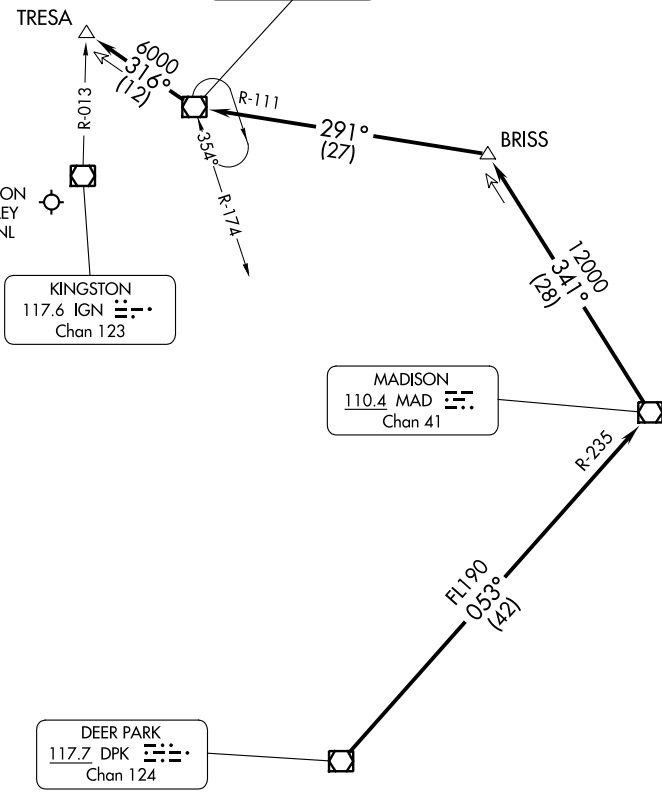 TRESA
6000
316°
(12)
R-013
R-111
291°
(27)
BRISS
354°
R-174
ON
EY
NL
KINGSTON
117.6 IGN
Chan 123
12000
341°
(28)
MADISON
110.4 MAD
Chan 41
R-235
FL190
053°
(42)
DEER PARK
117.7 DPK
Chan 124